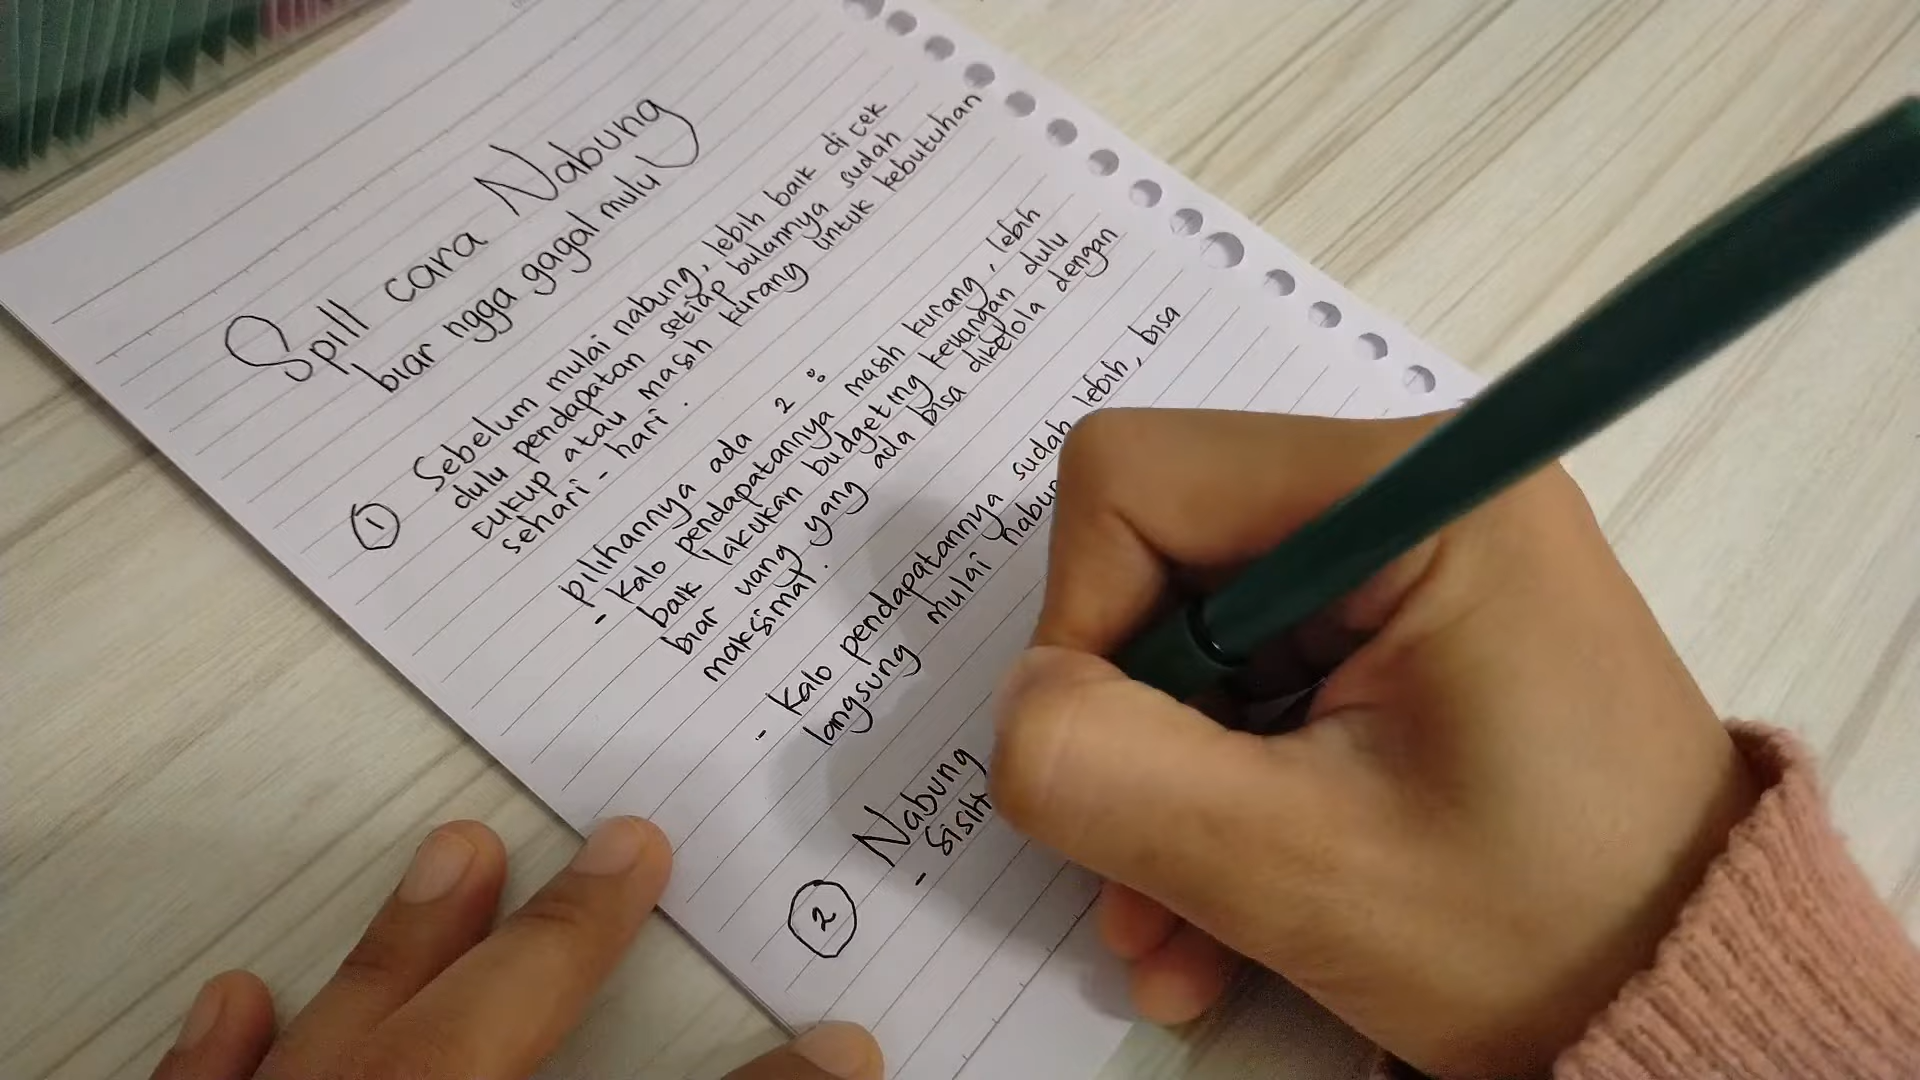 Spill cara Nabung
biar ngga gagal mulu
1 Sebelum mulai nabung, lebih baik di cek
dulu pendapatan setiap bulannya sudah
cukup atau masih kurang untuk kebutuhan
sehari-hari.
pilihannya ada 2 :
- Kalo pendapatannya masih kurang, lebih
baik lakukan budgeting keuangan dulu
biar uang yang ada bisa dikelola dengan
maksimal.
- Kalo pendapatannya sudah lebih, bisa
langsung mulai
2 Nabung
-